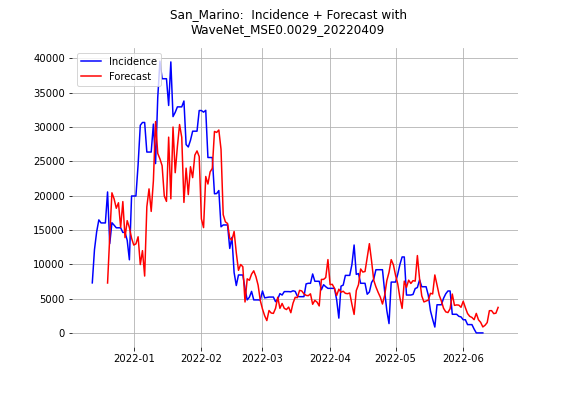 San_Marino:  Incidence + Forecast with
WaveNet_MSE0.0029_20220409
Incidence
Forecast
40000
35000
30000
25000
20000
15000
10000
5000
0
2022-01 2022-02 2022-03 2022-04 2022-05 2022-06